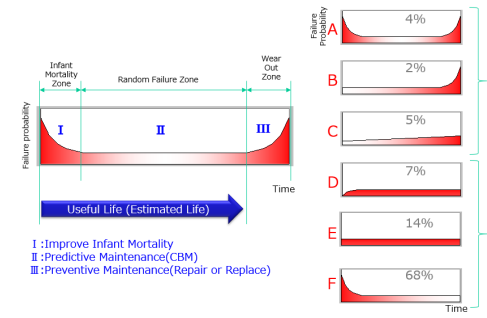 Infant
Mortality
Zone
Random Failure Zone
Wear
Out
Zone
Failure probability
Ⅰ
Ⅱ
Ⅲ
Time
Useful Life (Estimated Life)
Ⅰ:Improve Infant Mortality
Ⅱ:Predictive Maintenance(CBM)
Ⅲ:Preventive Maintenance(Repair or Replace)
Failure
Probability
A
4%
B
2%
C
5%
D
7%
E
14%
F
68%
Time